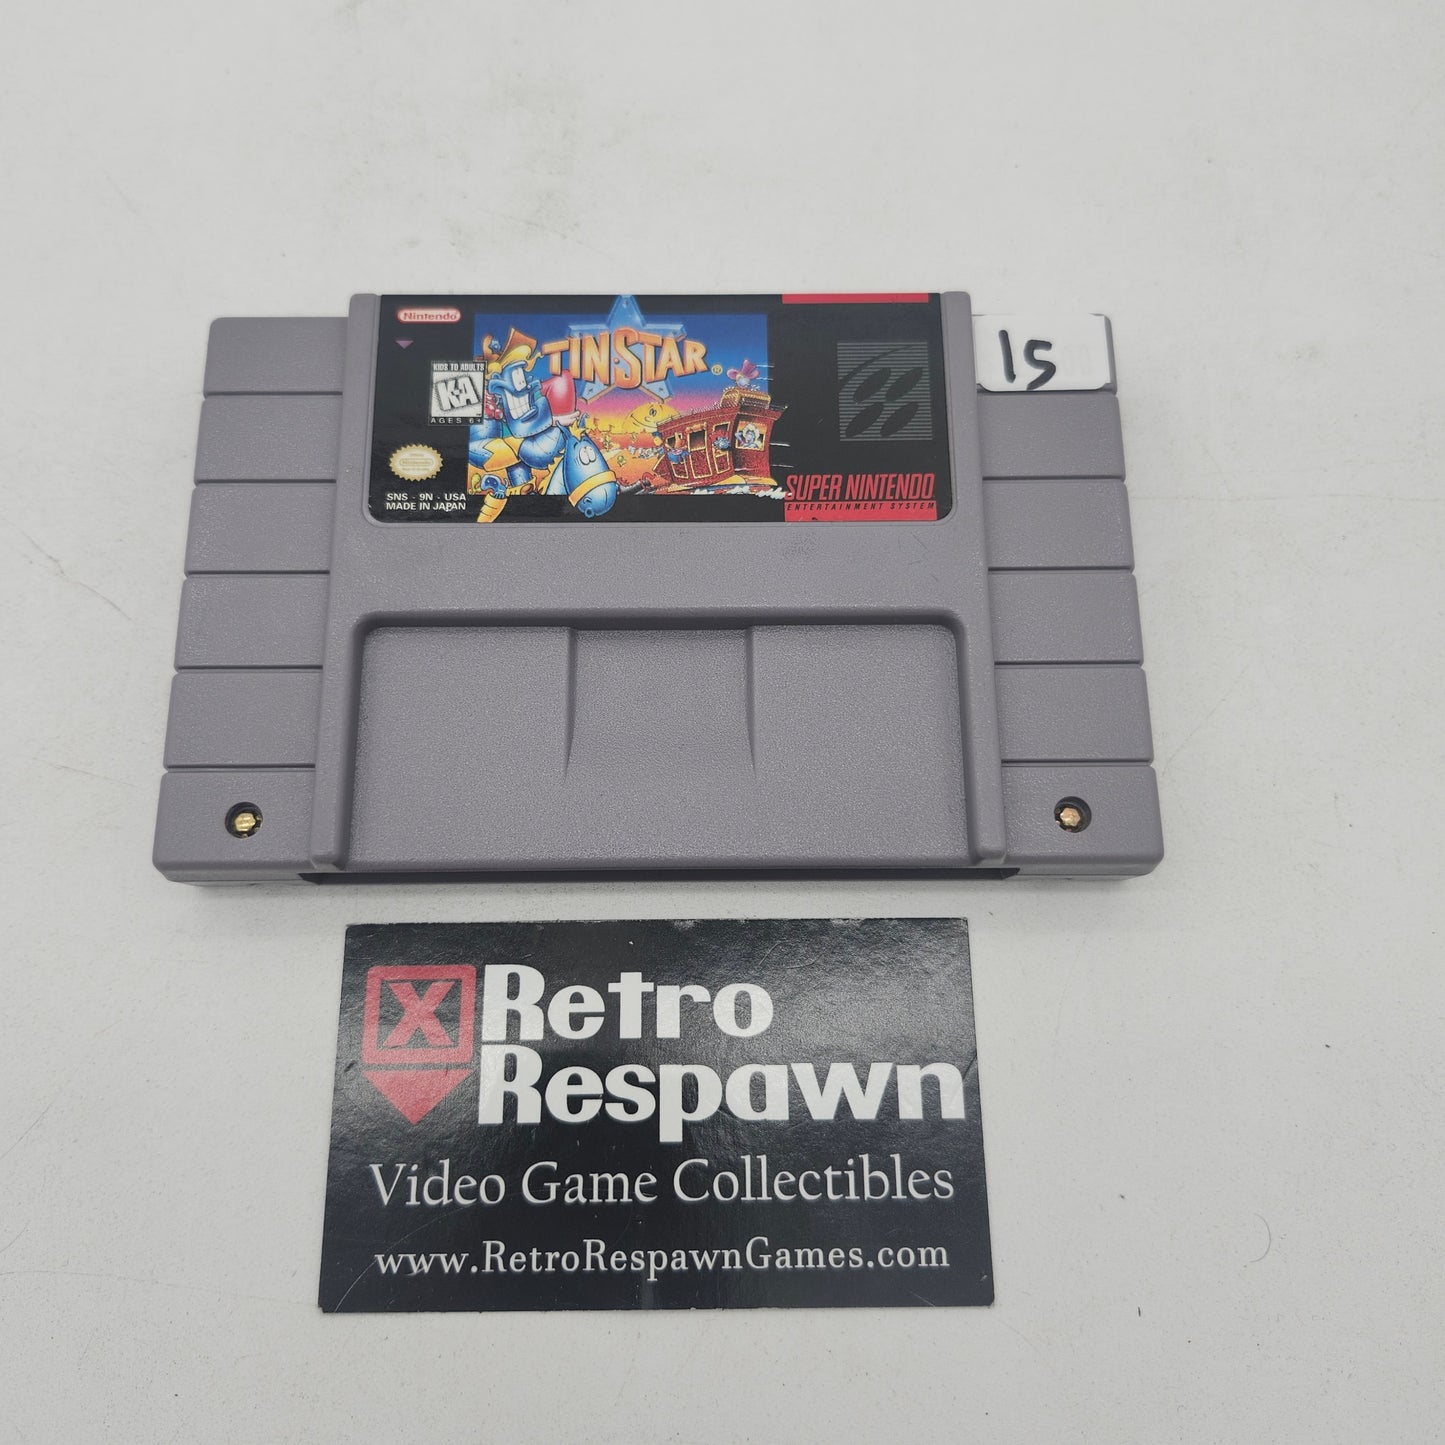 Nintendo
TIN STAR ®
KIDS TO ADULTS
K-A
AGES 6+
SNS - 9N - USA
MADE IN JAPAN
SUPER NINTENDO
ENTERTAINMENT SYSTEM
15
X Retro
Respawn
Video Game Collectibles
www.RetroRespawnGames.com